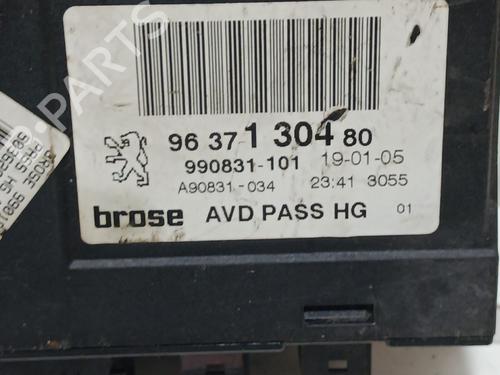 96 37 1 304 80
990831-101 19-01-05
A90831-034 23:41 3055
brose AVD PASS HG 01